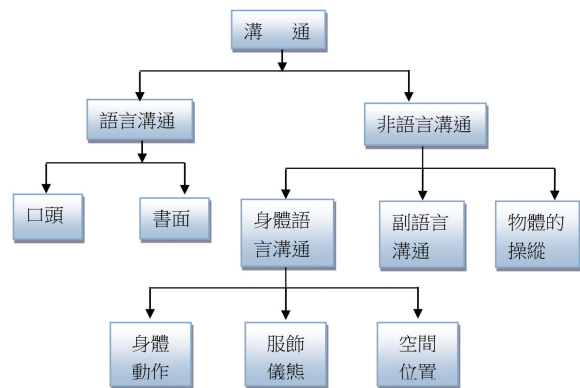 溝 通
語言溝通
非語言溝通
口頭
書面
身體語
言溝通
副語言
溝通
物體的
操縱
身體
動作
服飾
儀熊
空間
位置